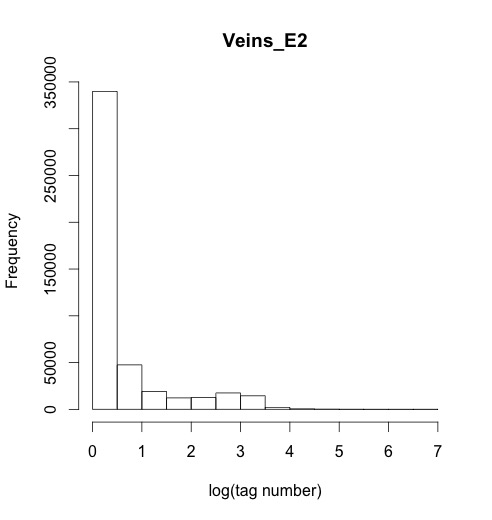 Veins_E2
Frequency
350000
250000
150000
50000
0
0 1 2 3 4 5 6 7
log(tag number)